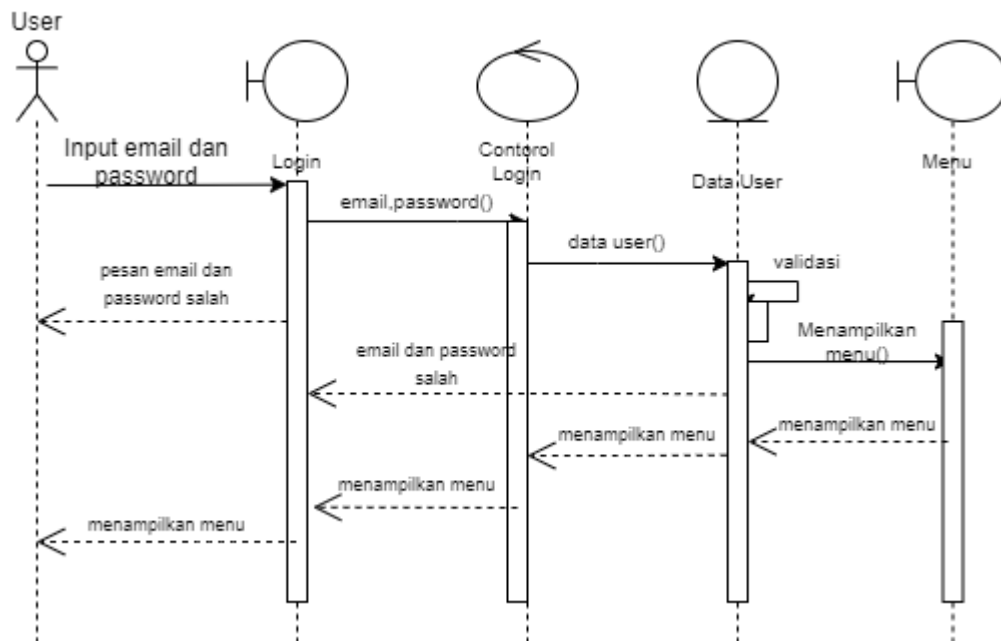 User
Input email dan
password
Login
Contorol
Login
Data User
Menu
email,password()
data user()
validasi
pesan email dan
password salah
Menampilkan
menu()
email dan password
salah
menampilkan menu
menampilkan menu
menampilkan menu
menampilkan menu